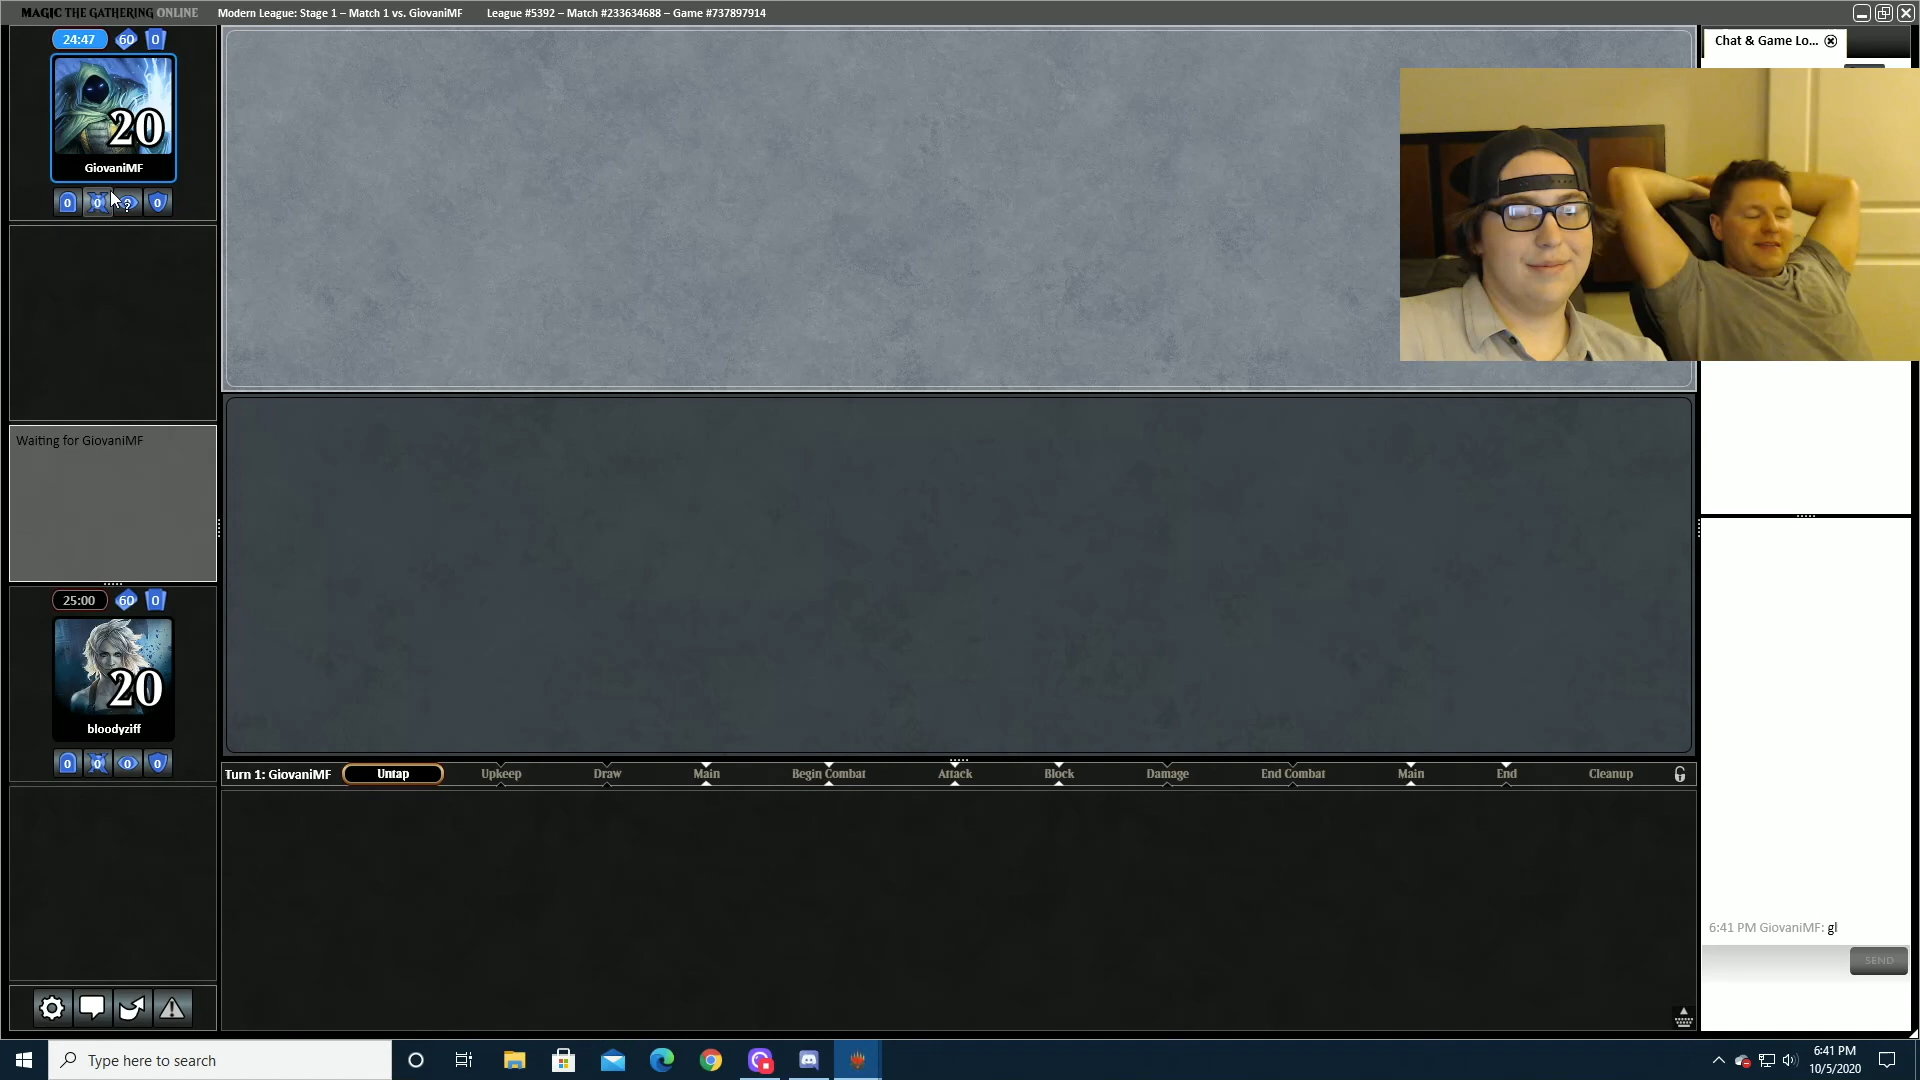 MAGIC THE GATHERING ONLINE Modern League: Stage 1 – Match 1 vs. GiovaniMF League #5392 – Match #233634688 – Game #737897914
24:47 60 0
20
GiovaniMF
0 0 0 0
Waiting for GiovaniMF
25:00 60 0
20
bloodyziff
0 0 0 0
Turn 1: GiovaniMF Untap Upkeep Draw Main Begin Combat Attack Block Damage End Combat Main End Cleanup
Chat & Game Lo...
6:41 PM GiovaniMF: gl
SEND
Type here to search
6:41 PM
10/5/2020